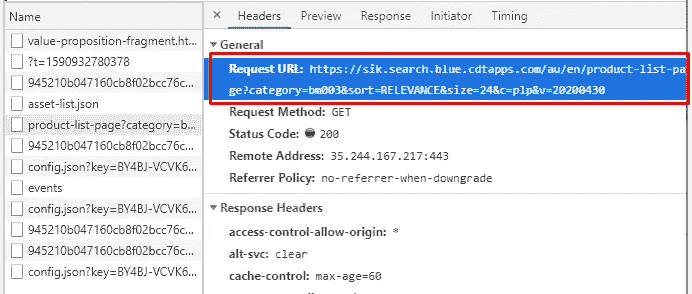 Name
value-proposition-fragment.ht...
?t=1590932780378
945210b047160cb8f02bcc76c...
asset-list.json
product-list-page?category=b...
945210b047160cb8f02bcc76c...
config.json?key=BY4BJ-VCVK6...
events
config.json?key=BY4BJ-VCVK6...
945210b047160cb8f02bcc76c...
945210b047160cb8f02bcc76c...
config.json?key=BY4BJ-VCVK6...
× Headers Preview Response Initiator Timing
▼ General
Request URL: https://sik.search.blue.cdtapps.com/au/en/product-list-pa
ge?category=bm003&sort=RELEVANCE&size=24&c=plp&v=20200430
Request Method: GET
Status Code: 200
Remote Address: 35.244.167.217:443
Referrer Policy: no-referrer-when-downgrade
▼ Response Headers
access-control-allow-origin: *
alt-svc: clear
cache-control: max-age=60